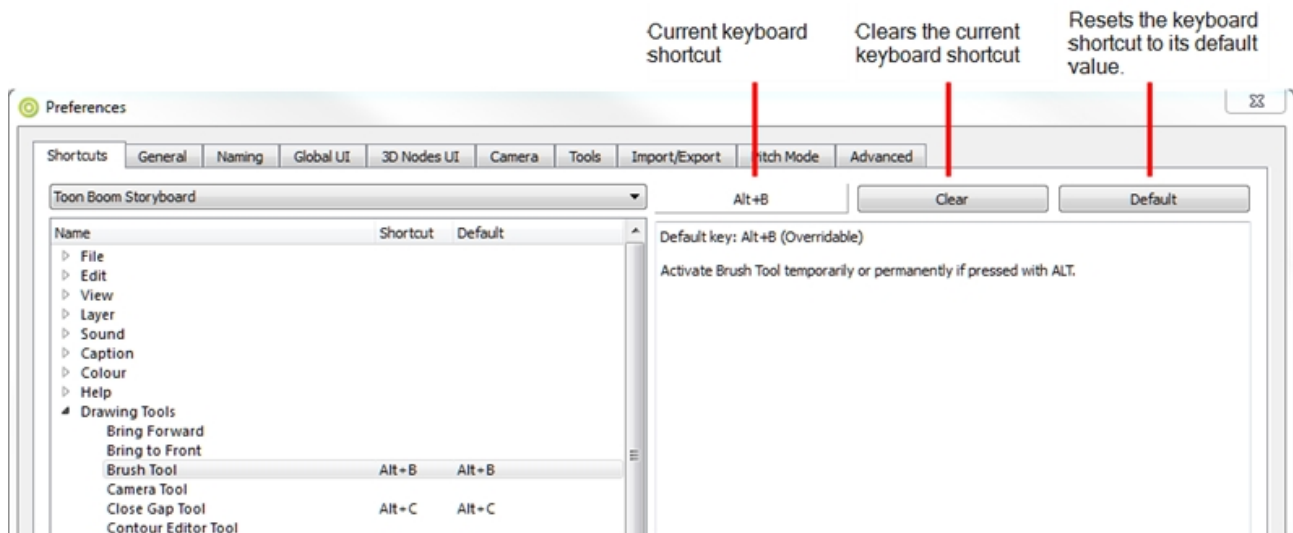 Current keyboard
shortcut
Clears the current
keyboard shortcut
Resets the keyboard
shortcut to its default
value.
Preferences
Shortcuts General Naming Global UI 3D Nodes UI Camera Tools Import/Export Pitch Mode Advanced
Toon Boom Storyboard Alt+B Clear Default
Name Shortcut Default
Default key: Alt+B (Overridable)
File
Edit
Activate Brush Tool temporarily or permanently if pressed with ALT.
View
Layer
Sound
Caption
Colour
Help
Drawing Tools
Bring Forward
Bring to Front
Brush Tool Alt+B Alt+B
Camera Tool
Close Gap Tool Alt+C Alt+C
Contour Editor Tool